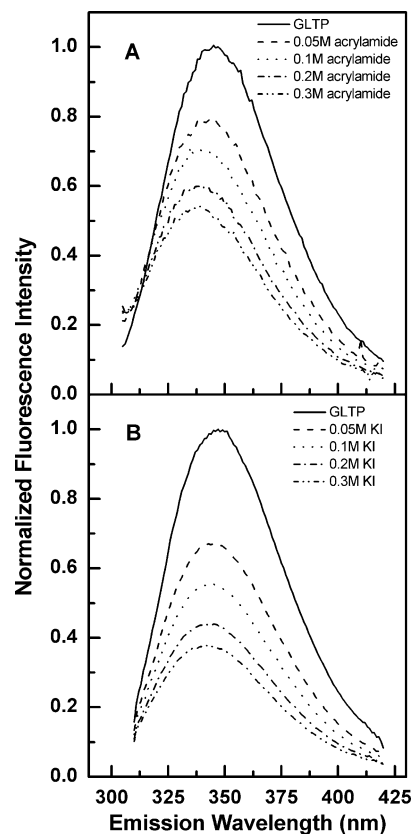 A
GLTP
0.05M acrylamide
0.1M acrylamide
0.2M acrylamide
0.3M acrylamide
1.0
0.8
0.6
0.4
0.2
0.0
B
GLTP
0.05M KI
0.1M KI
0.2M KI
0.3M KI
1.0
0.8
0.6
0.4
0.2
0.0
Normalized Fluorescence Intensity
300 325 350 375 400 425
Emission Wavelength (nm)